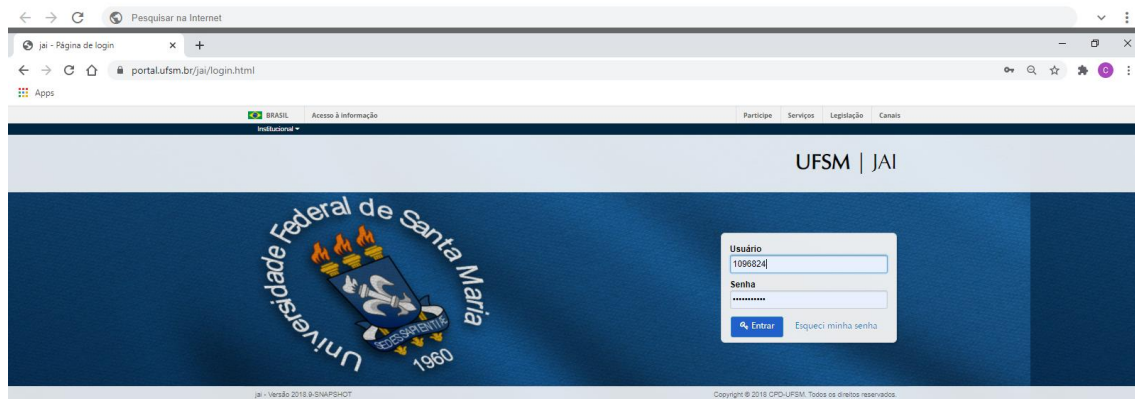 Pesquisar na Internet
jai - Página de login
portal.ufsm.br/jai/login.html
C
Apps
BRASIL Acesso à informação Participe Serviços Legislação Canais
Institucional
UFSM | JAI
Universidade Federal de Santa Maria
SEDES SAPIENTIÆ
1960
Usuário
1096824
Senha
Entrar Esqueci minha senha
jai - Versão 2018.9-SNAPSHOT Copyright © 2018 CPD-UFSM. Todos os direitos reservados.